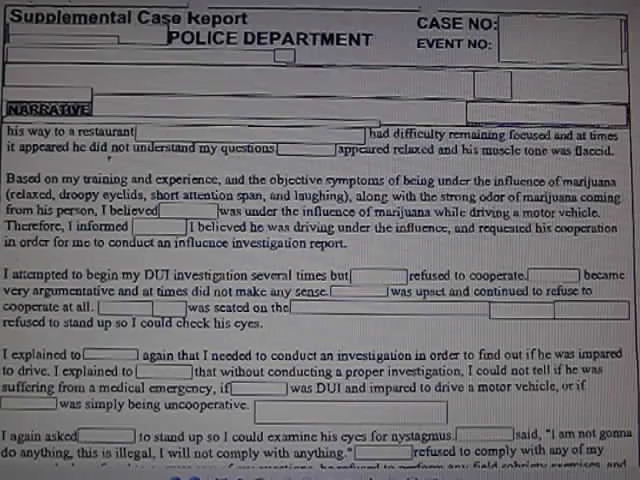 Supplemental Case Report
CASE NO:
POLICE DEPARTMENT
EVENT NO:
NARRATIVE
his way to a restaurant had difficulty remaining focused and at times
it appeared he did not understand my questions appeared relaxed and his muscle tone was flaccid.
Based on my training and experience, and the objective symptoms of being under the influence of marijuana
(relaxed, droopy eyelids, short attention span, and laughing), along with the strong odor of marijuana coming
from his person, I believed was under the influence of marijuana while driving a motor vehicle.
Therefore, I informed I believed he was driving under the influence, and requested his cooperation
in order for me to conduct an influence investigation report.
I attempted to begin my DUI investigation several times but refused to cooperate. became
very argumentative and at times did not make any sense. was upset and continued to refuse to
cooperate at all. was seated on the
refused to stand up so I could check his eyes.
I explained to again that I needed to conduct an investigation in order to find out if he was impared
to drive. I explained to that without conducting a proper investigation, I could not tell if he was
suffering from a medical emergency, if was DUI and impared to drive a motor vehicle, or if
was simply being uncooperative.
I again asked to stand up so I could examine his eyes for nystagmus. said, "I am not gonna
do anything, this is illegal, I will not comply with anything." refused to comply with any of my
he refused to perform any field sobriety exercises and